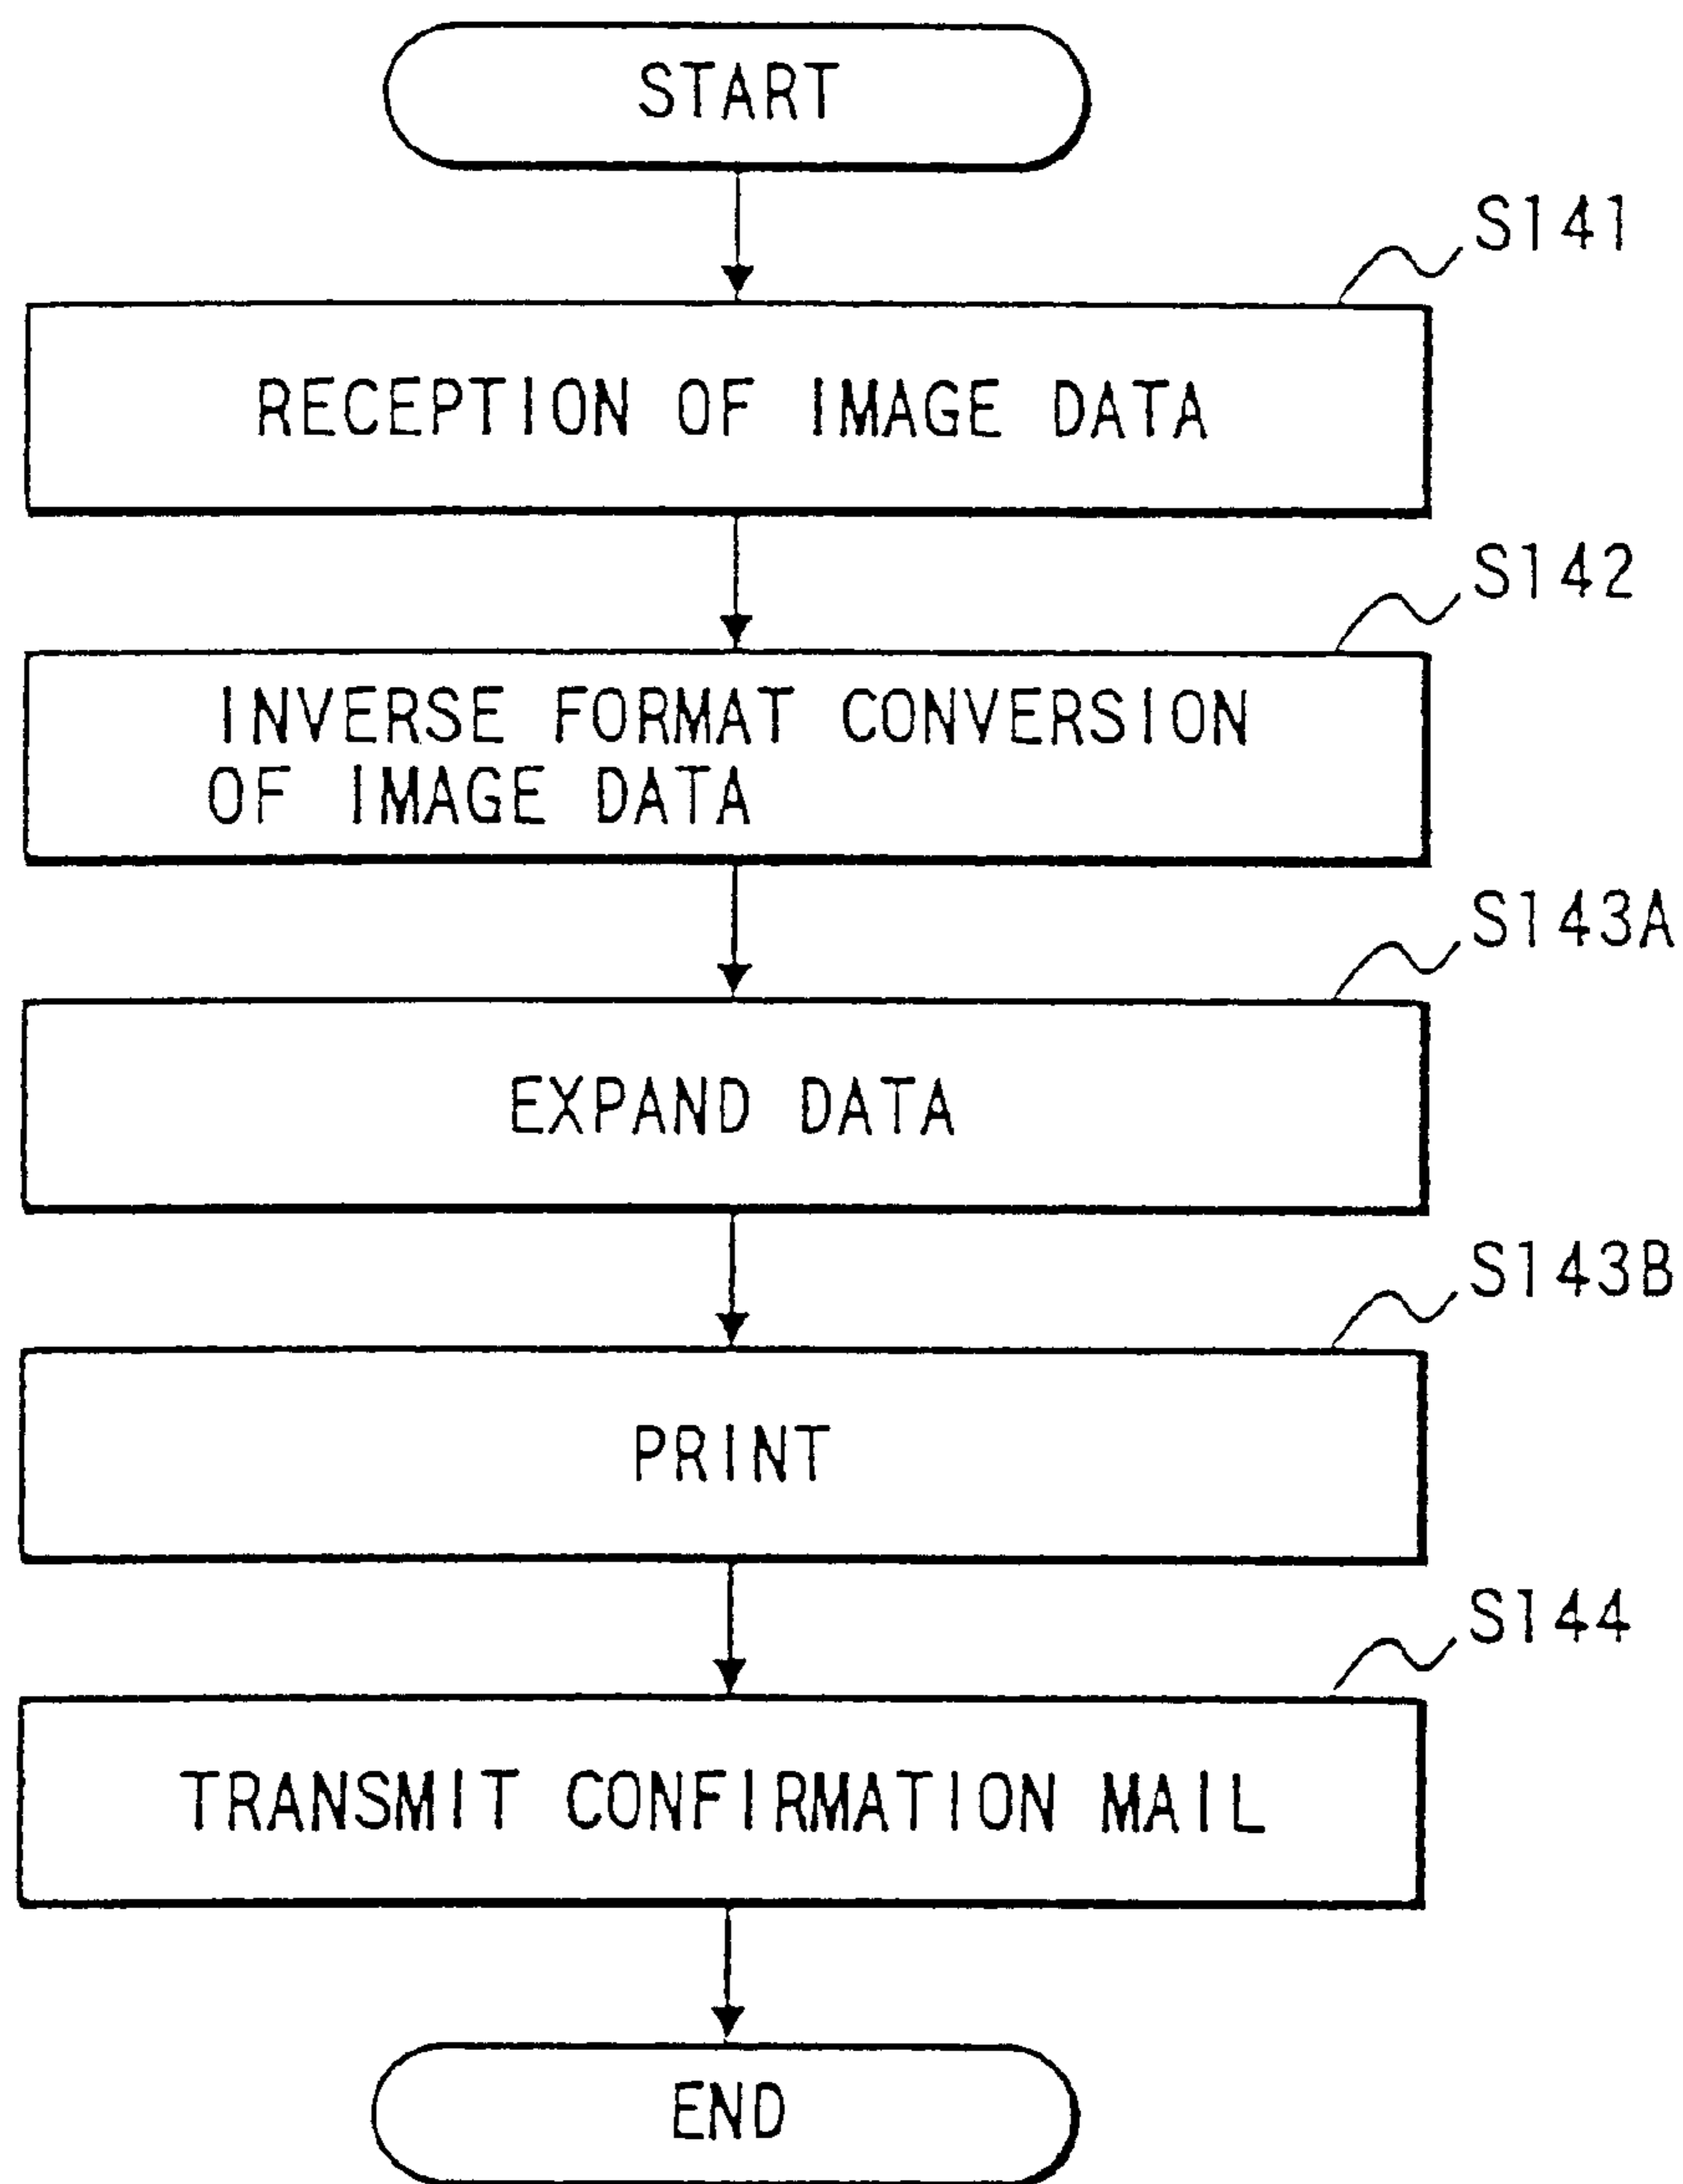 START
S141
RECEPTION OF IMAGE DATA
S142
INVERSE FORMAT CONVERSION
OF IMAGE DATA
S143A
EXPAND DATA
S143B
PRINT
S144
TRANSMIT CONFIRMATION MAIL
END